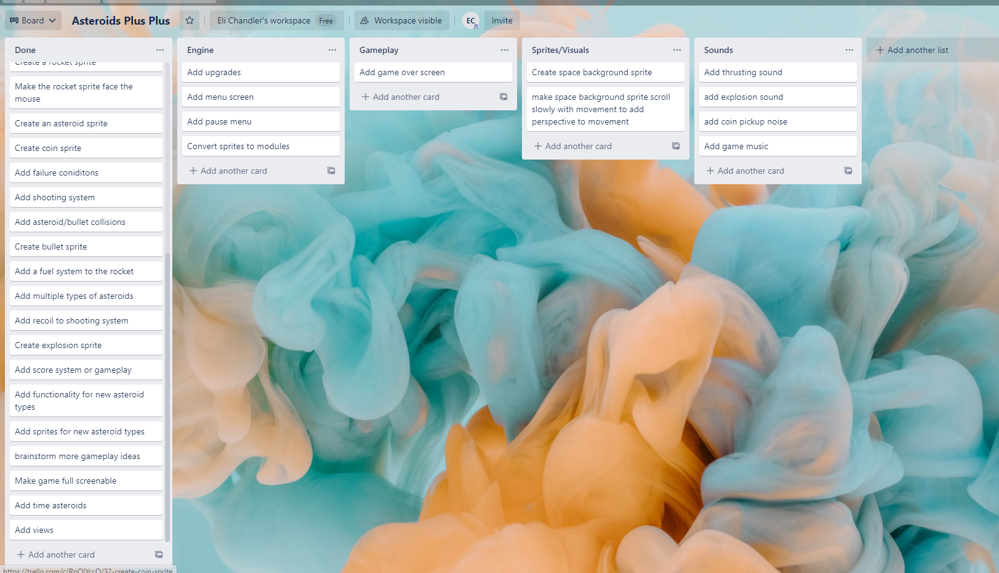 Board
Asteroids Plus Plus
Eli Chandler's workspace Free
Workspace visible
EC
Invite
Done
Create a rocket sprite
Make the rocket sprite face the
mouse
Create an asteroid sprite
Create coin sprite
Add failure coniditons
Add shooting system
Add asteroid/bullet collisions
Create bullet sprite
Add a fuel system to the rocket
Add multiple types of asteroids
Add recoil to shooting system
Create explosion sprite
Add score system or gameplay
Add functionality for new asteroid
types
Add sprites for new asteroid types
brainstorm more gameplay ideas
Make game full screenable
Add time asteroids
Add views
Add another card
Engine
Add upgrades
Add menu screen
Add pause menu
Convert sprites to modules
Add another card
Gameplay
Add game over screen
Add another card
Sprites/Visuals
Create space background sprite
make space background sprite scroll
slowly with movement to add
perspective to movement
Add another card
Sounds
Add thrusting sound
add explosion sound
add coin pickup noise
Add game music
Add another card
Add another list